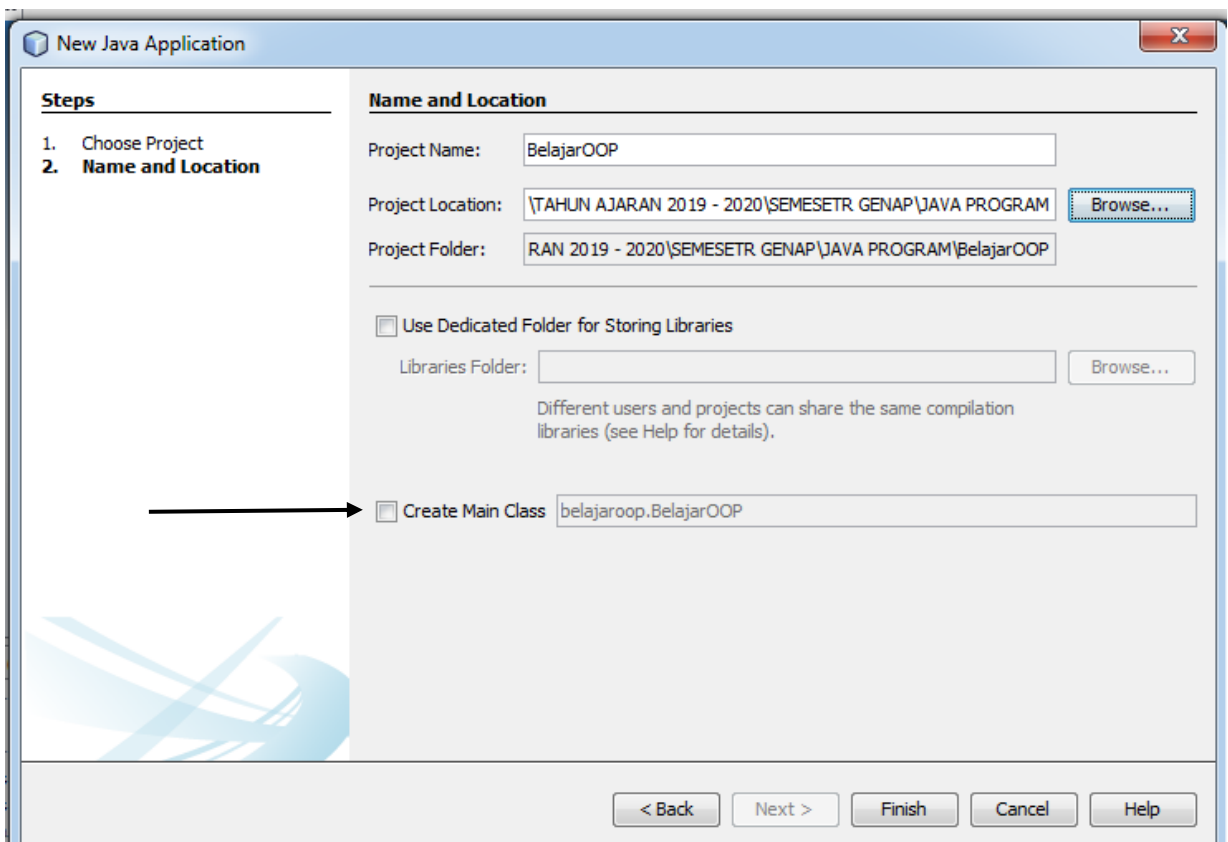 New Java Application
Steps
1. Choose Project
2. Name and Location
Name and Location
Project Name: BelajarOOP
Project Location: \TAHUN AJARAN 2019 - 2020\SEMESETR GENAP\JAVA PROGRAM Browse...
Project Folder: RAN 2019 - 2020\SEMESETR GENAP\JAVA PROGRAM\BelajarOOP
Use Dedicated Folder for Storing Libraries
Libraries Folder: Browse...
Different users and projects can share the same compilation
libraries (see Help for details).
Create Main Class belajaroop.BelajarOOP
< Back Next > Finish Cancel Help